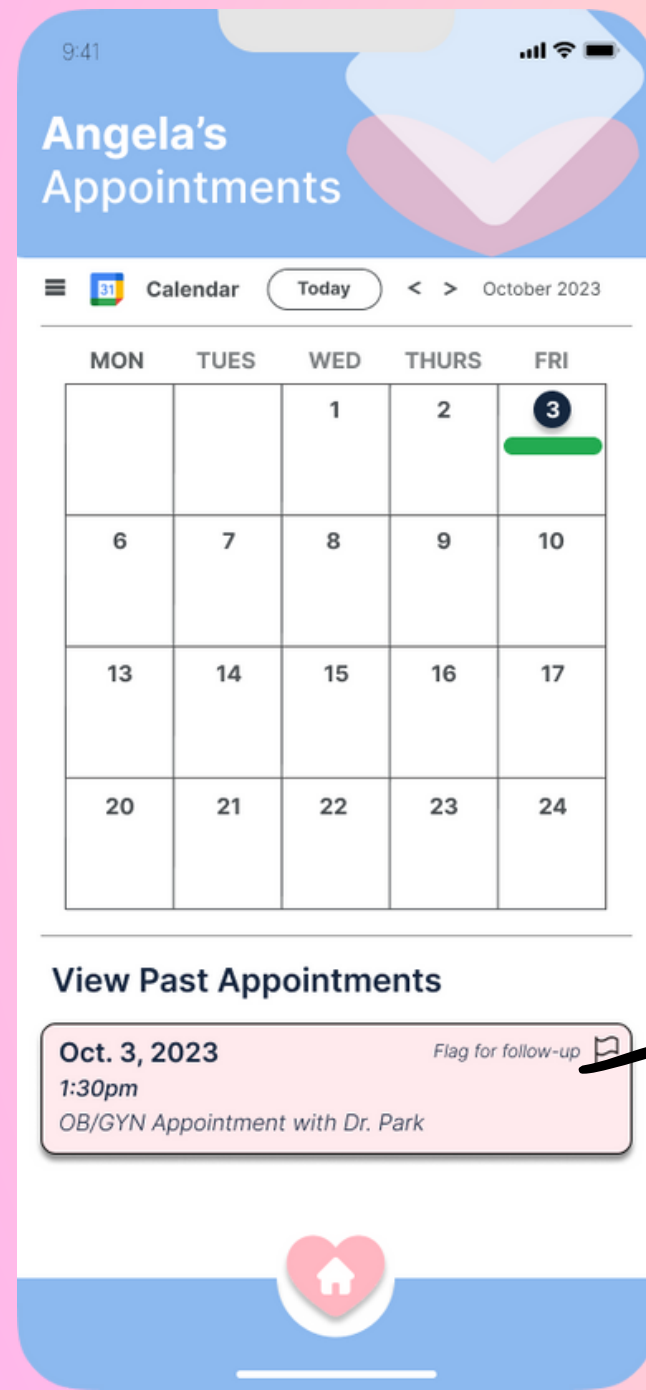 9:41
Angela's
Appointments
31 Calendar Today < > October 2023
MON TUES WED THURS FRI
1 2 3
6 7 8 9 10
13 14 15 16 17
20 21 22 23 24
View Past Appointments
Oct. 3, 2023 Flag for follow-up
1:30pm
OB/GYN Appointment with Dr. Park